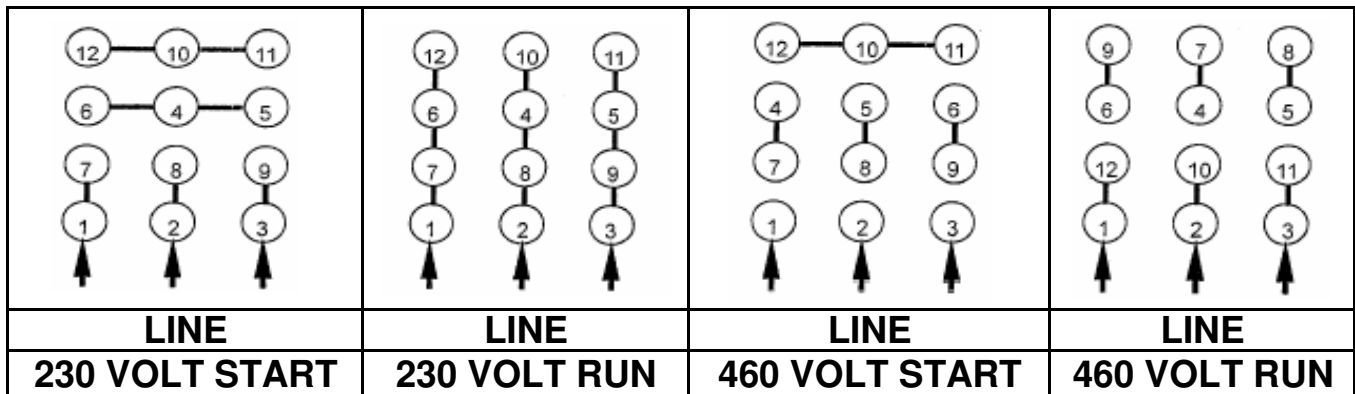 12 10 11 12 10 11 12 10 11 9 7 8
6 4 5 6 4 5 4 5 6 6 4 5
7 8 9 7 8 9 7 8 9 12 10 11
1 2 3 1 2 3 1 2 3 1 2 3
LINE LINE LINE LINE
230 VOLT START 230 VOLT RUN 460 VOLT START 460 VOLT RUN